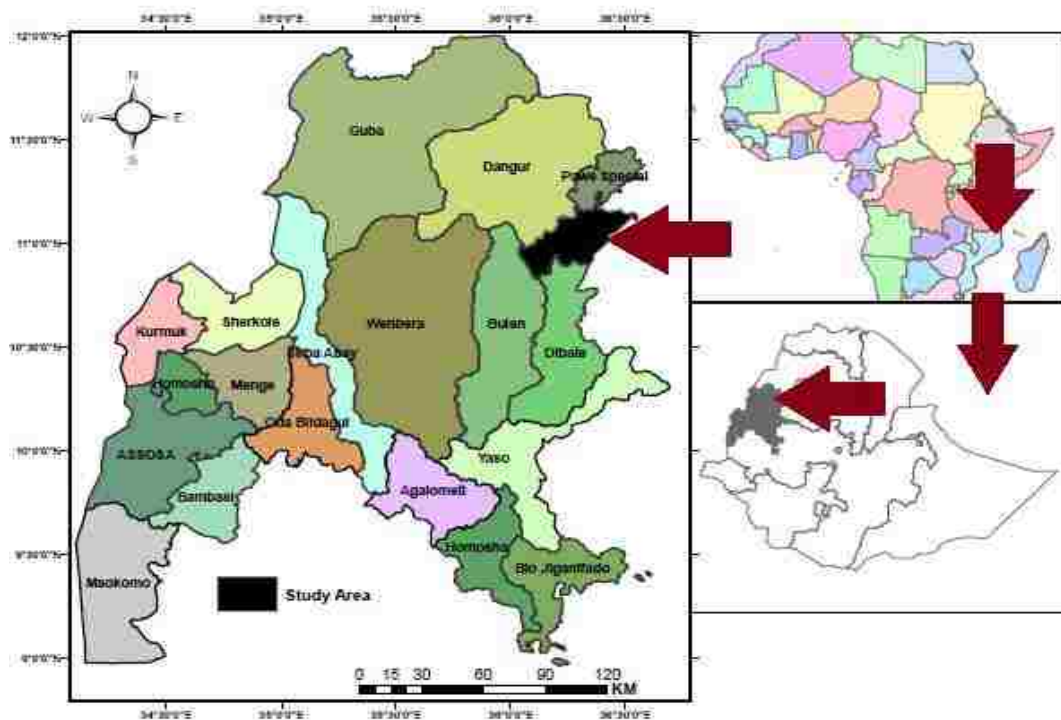 34°30'0"E 35°0'0"E 35°30'0"E 36°0'0"E 36°30'0"E
12°0'0"N
N
W E
S
Guba
11°30'0"N
Dangur
Pawe special
11°0'0"N
Kurmuk
Sherkole
Wenbera
Bulan
10°30'0"N
Dibate
Homosha
Menge
Oda Bildagul
10°0'0"N
ASSOSA
Yaso
Bambasi
Agalometi
9°30'0"N
Homosha
Blo Jiganifado
Maokomo
Study Area
9°0'0"N
0 15 30 60 90 120
KM
34°30'0"E 35°0'0"E 35°30'0"E 36°0'0"E 36°30'0"E